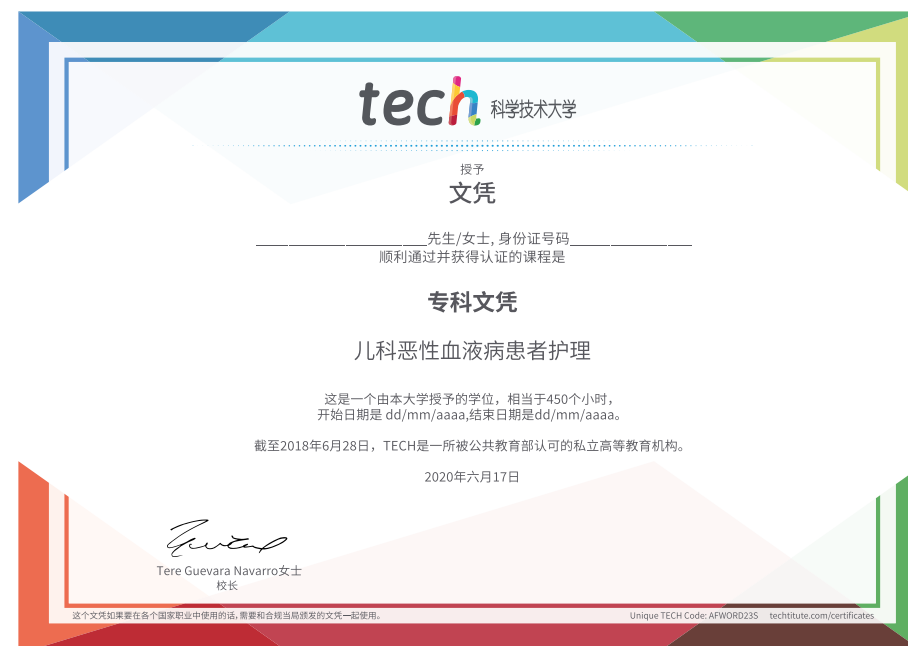 tech 科学技术大学
授予
文凭
______________________先生/女士, 身份证号码________________
顺利通过并获得认证的课程是
专科文凭
儿科恶性血液病患者护理
这是一个由本大学授予的学位，相当于450个小时，
开始日期是 dd/mm/aaaa,结束日期是dd/mm/aaaa。
截至2018年6月28日，TECH是一所被公共教育部认可的私立高等教育机构。
2020年六月17日
Tere Guevara Navarro女士
校长
这个文凭如果要在各个国家职业中使用的话, 需要和合规当局颁发的文凭一起使用。
Unique TECH Code: AFWORD23S techtitute.com/certificates